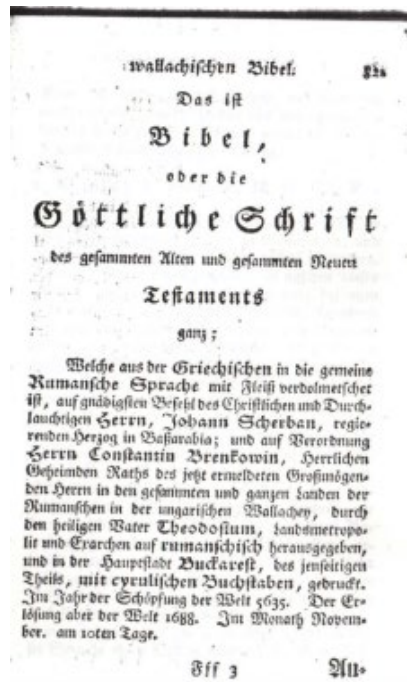 wallachischen Bibel.
Das ist
Bibel,
oder die
Göttliche Schrift
des gesammten Alten und gesammten Neuen
Testaments
ganz;
Welche aus der Griechischen in die gemeine
Rumansche Sprache mit Fleiß verdolmetschet
ist, auf gnädigsten Befehl des Christlichen und Durch-
lauchtigen Herrn, Johann Scherban, regie-
renden Herzog in Baßarabia; und auf Verordnung
Herrn Constantin Brenkowin, Herrlichen
Geheimden Raths des jetzt ermeldeten Großmögen-
den Herrn in den gesammten und ganzen Landen der
Rumanschen in der ungarischen Wallachey, durch
den heiligen Vater Theodosium, Landsmetropo-
lit und Exarchen auf rumanschisch herausgegeben,
und in der Hauptstadt Buckarest, des jenseitigen
Theils, mit cyrulischen Buchstaben, gedruckt.
Im Jahr der Schöpfung der Welt 5635. Der Er-
lösung aber der Welt 1688. Im Monath Novem-
ber. am 10ten Tage.
Fff 3 Au-